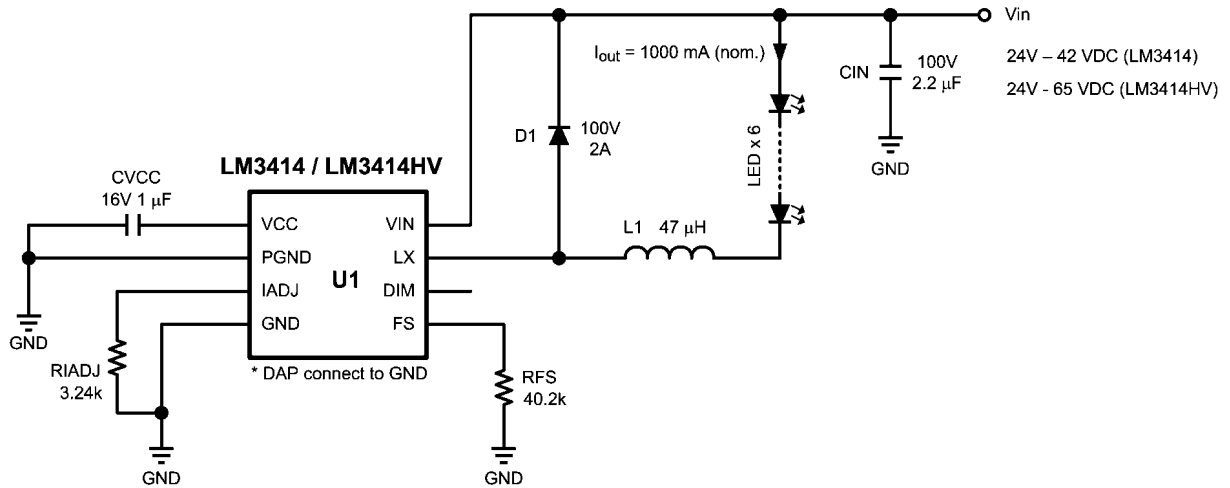 Vin
24V – 42 VDC (LM3414)
24V - 65 VDC (LM3414HV)
Iout = 1000 mA (nom.)
CIN
100V
2.2 μF
GND
D1
100V
2A
LED x 6
L1 47 μH
LM3414 / LM3414HV
CVCC
16V 1 μF
VCC
PGND
IADJ
GND
U1
VIN
LX
DIM
FS
* DAP connect to GND
GND
RIADJ
3.24k
GND
RFS
40.2k
GND